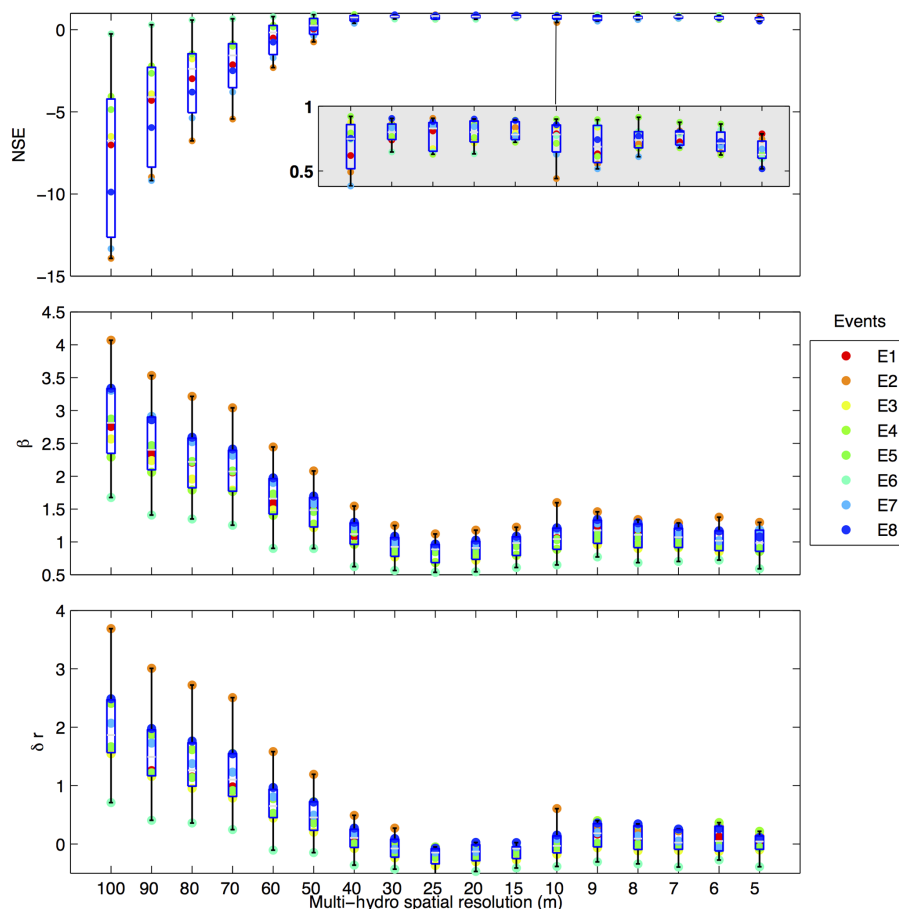 0
−5
−10
−15
NSE
1
0.5
4.5
4
3.5
3
2.5
2
1.5
1
0.5
β
Events
E1
E2
E3
E4
E5
E6
E7
E8
4
3
2
1
0
δ r
100 90 80 70 60 50 40 30 25 20 15 10 9 8 7 6 5
Multi−hydro spatial resolution (m)